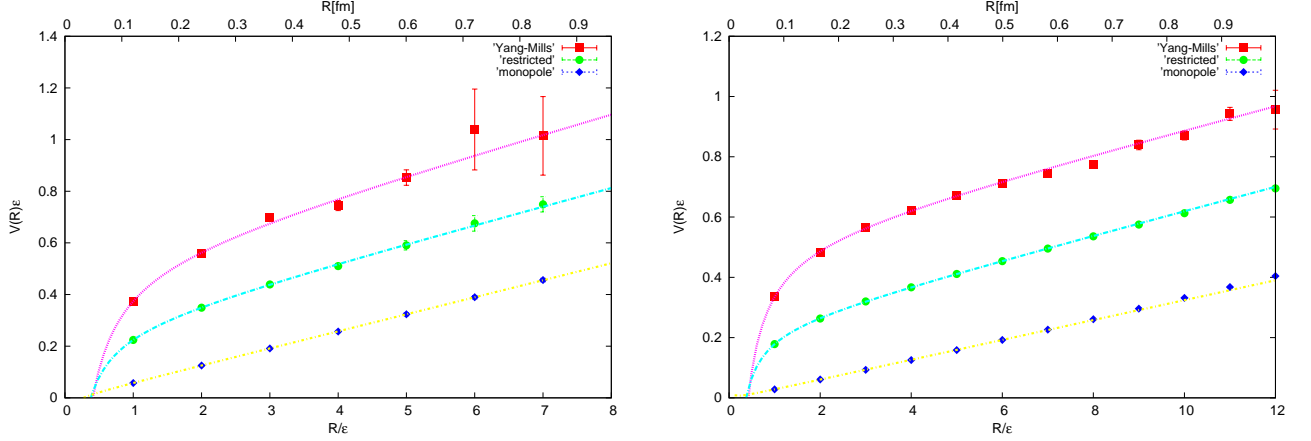 R[fm]
0 0.1 0.2 0.3 0.4 0.5 0.6 0.7 0.8 0.9
1.4
1.2
1
0.8
0.6
0.4
0.2
0
V(R)ε
'Yang-Mills'
'restricted'
'monopole'
0 1 2 3 4 5 6 7 8
R/ε
R[fm]
0 0.1 0.2 0.3 0.4 0.5 0.6 0.7 0.8 0.9
1.2
1
0.8
0.6
0.4
0.2
0
V(R)ε
'Yang-Mills'
'restricted'
'monopole'
0 2 4 6 8 10 12
R/ε